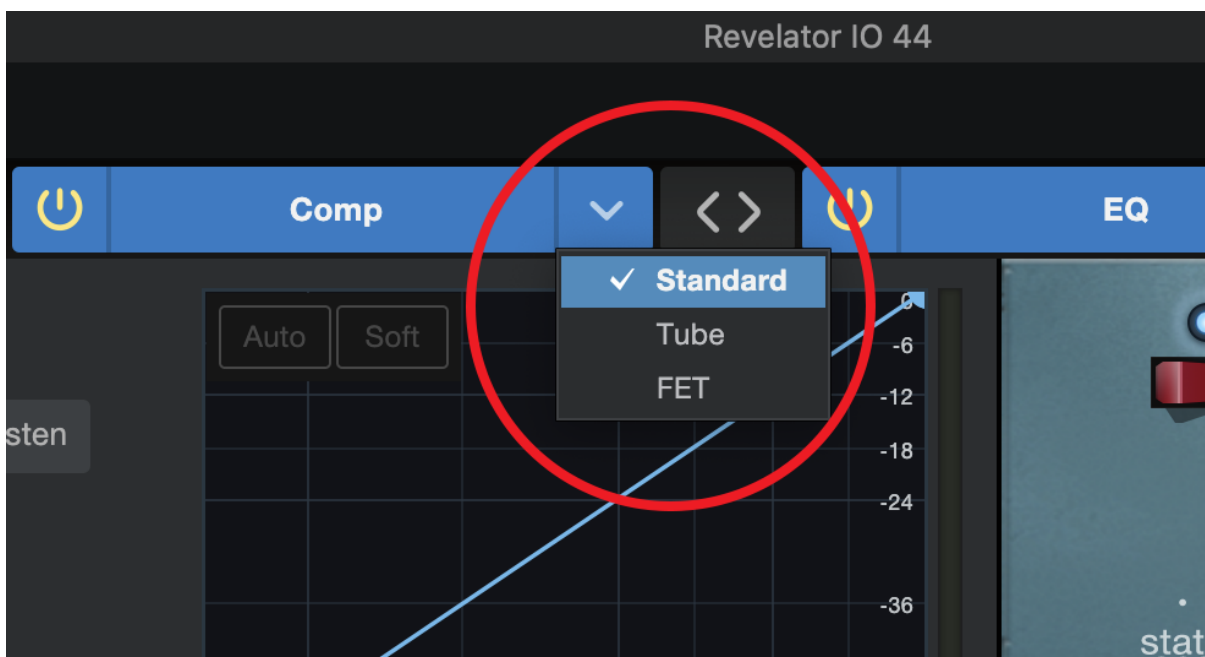 Revelator IO 44
Comp
EQ
Standard
Tube
FET
Auto
Soft
sten
0
-6
-12
-18
-24
-36
stat